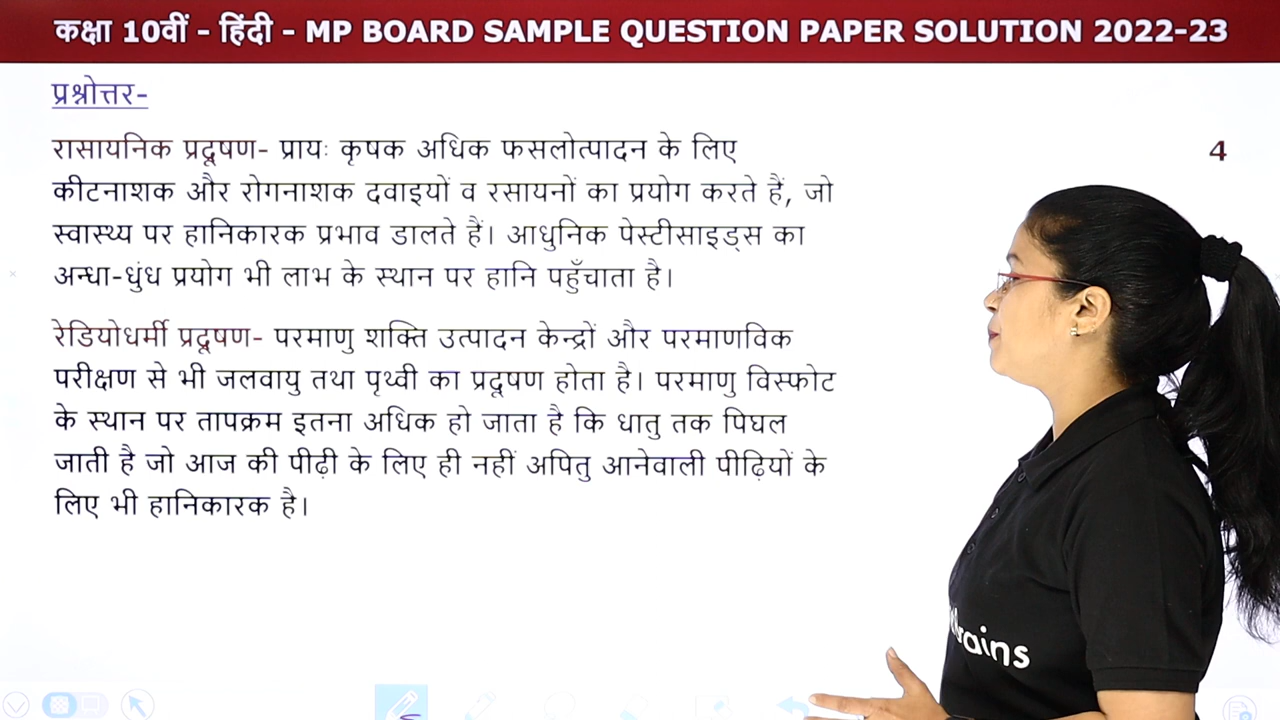 कक्षा 10वीं - हिंदी - MP BOARD SAMPLE QUESTION PAPER SOLUTION 2022-23
प्रश्नोत्तर-
रासायनिक प्रदूषण- प्रायः कृषक अधिक फसलोत्पादन के लिए
4
कीटनाशक और रोगनाशक दवाइयों व रसायनों का प्रयोग करते हैं, जो
स्वास्थ्य पर हानिकारक प्रभाव डालते हैं। आधुनिक पेस्टीसाइड्स का
अन्धा-धुंध प्रयोग भी लाभ के स्थान पर हानि पहुँचाता है।
रेडियोधर्मी प्रदूषण- परमाणु शक्ति उत्पादन केन्द्रों और परमाणविक
परीक्षण से भी जलवायु तथा पृथ्वी का प्रदूषण होता है। परमाणु विस्फोट
के स्थान पर तापक्रम इतना अधिक हो जाता है कि धातु तक पिघल
जाती है जो आज की पीढ़ी के लिए ही नहीं अपितु आनेवाली पीढ़ियों के
लिए भी हानिकारक है।